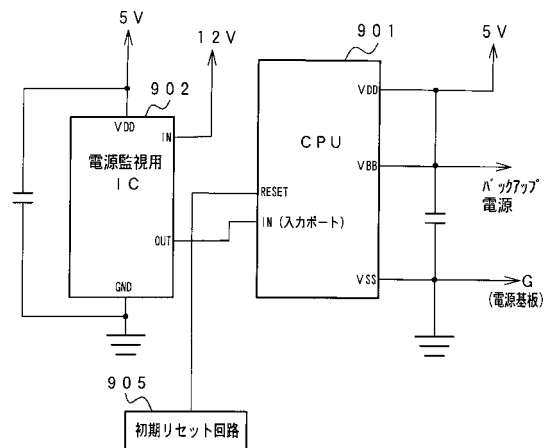 5V
902
12V
901
5V
VDD
IN
電源監視用
IC
OUT
GND
CPU
VDD
VBB
RESET
IN (入力ポート)
VSS
バックアップ
電源
G
(電源基板)
905
初期リセット回路